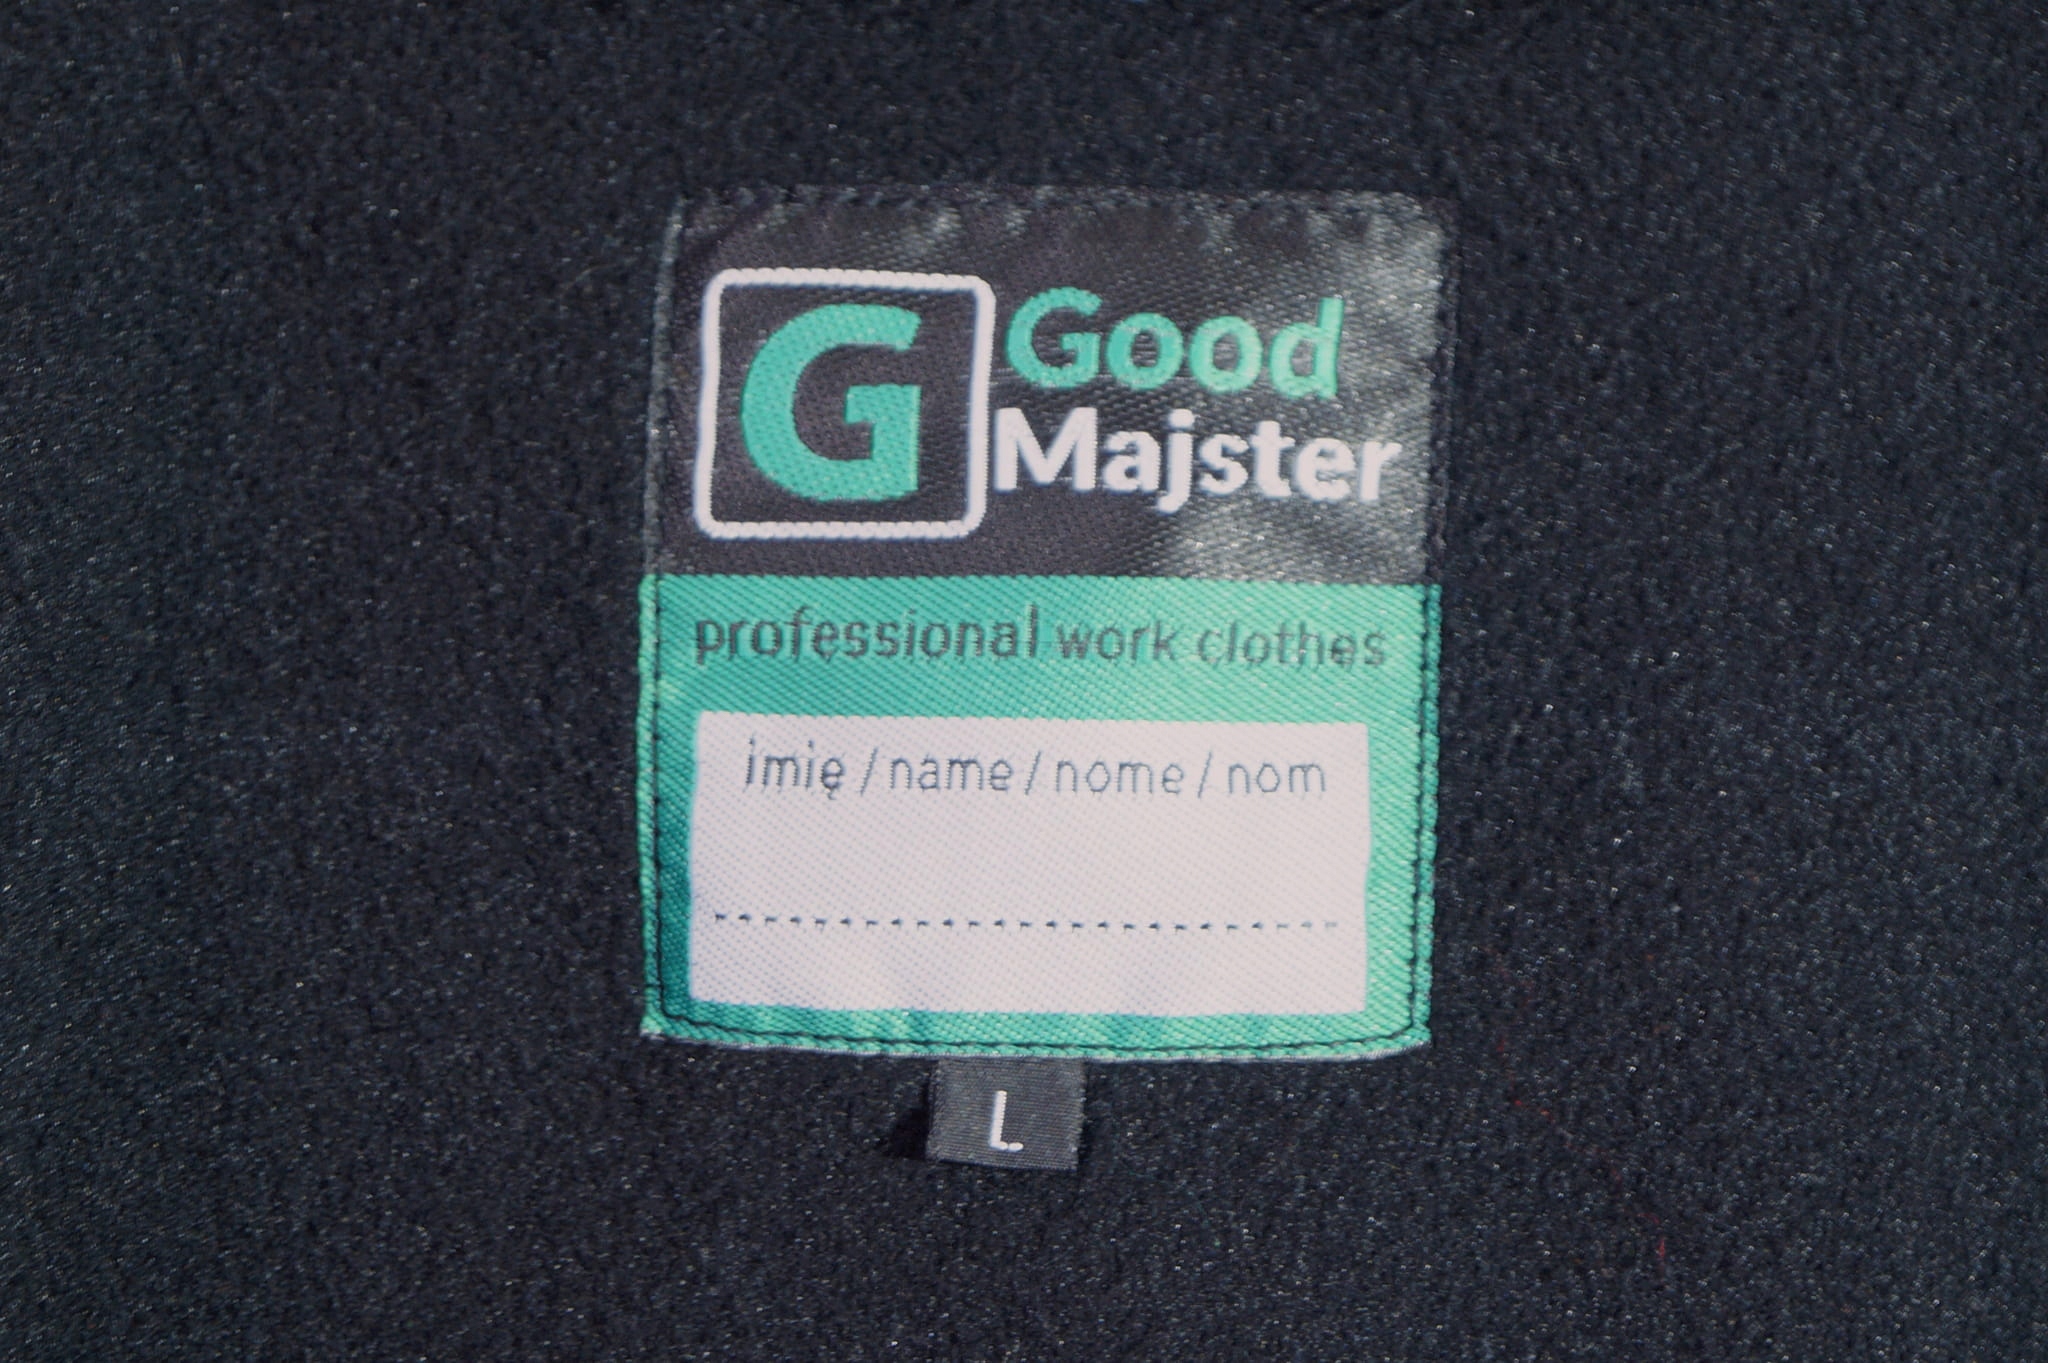 G
Good
Majster
professional work clothes
imię / name / nome / nom
L